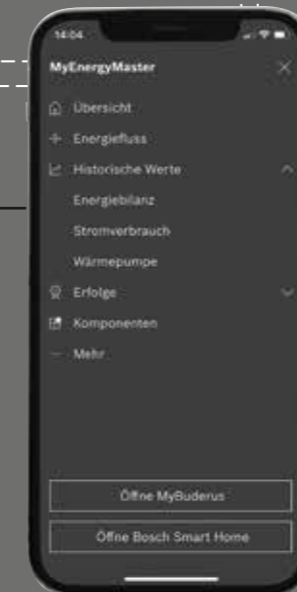 14:04
MyEnergyMaster
Übersicht
Energiefluss
Historische Werte
Energiebilanz
Stromverbrauch
Wärmepumpe
Erfolge
Komponenten
Mehr
Öffne MyBuderus
Öffne Bosch Smart Home